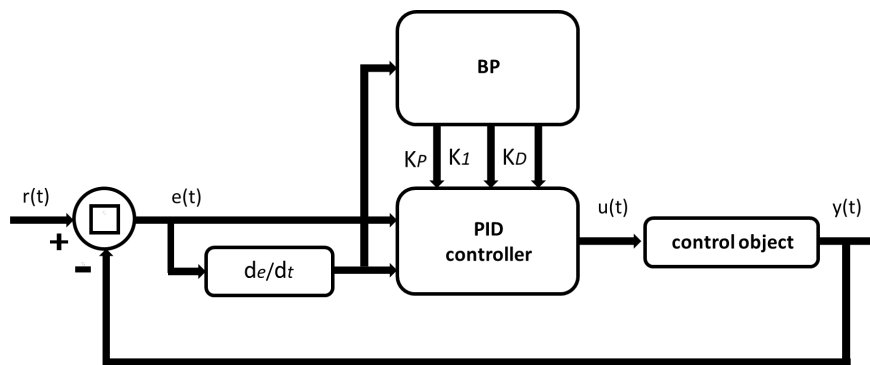 BP
KP K1 KD
r(t) e(t) u(t) y(t)
+
PID
controller
control object
-
de/dt